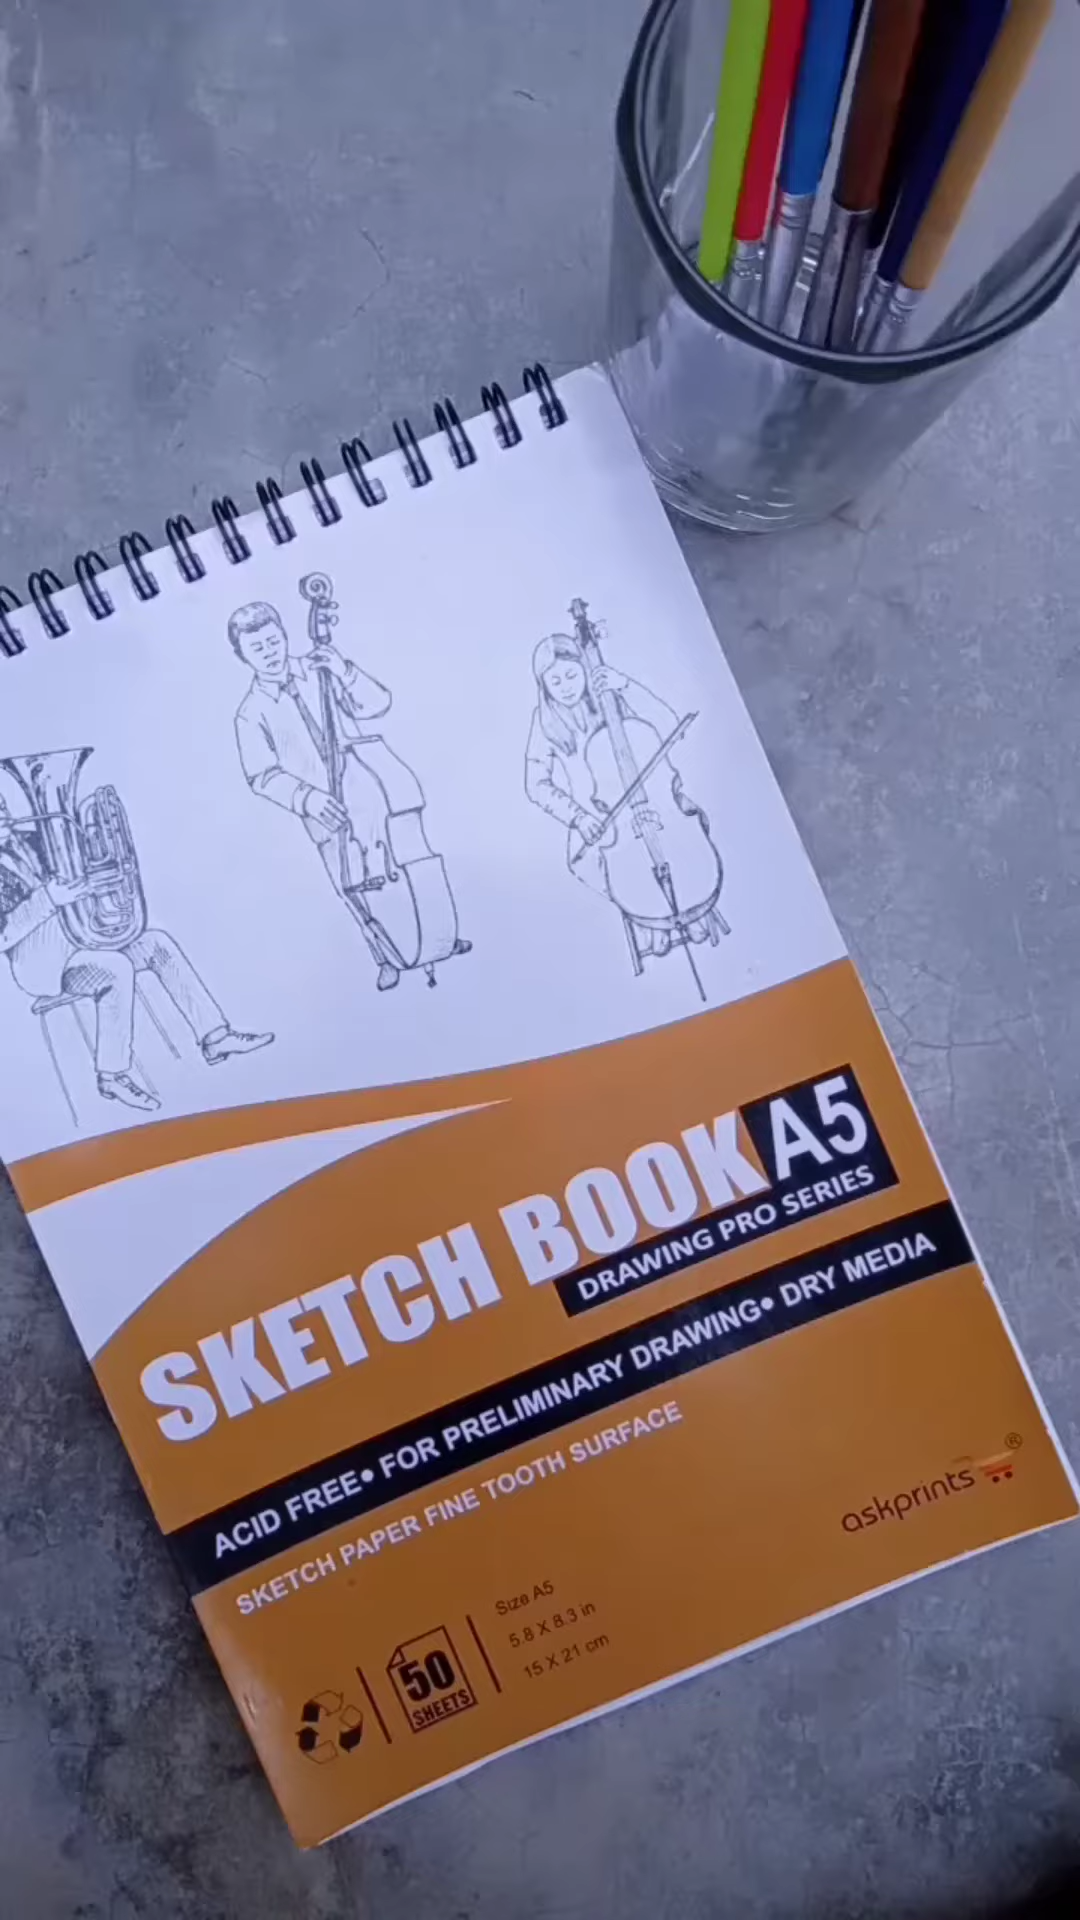 SKETCH BOOK A5
DRAWING PRO SERIES
ACID FREE• FOR PRELIMINARY DRAWING• DRY MEDIA
SKETCH PAPER FINE TOOTH SURFACE
askprints ®
50
SHEETS
Size A5
5.8 X 8.3 in
15 X 21 cm